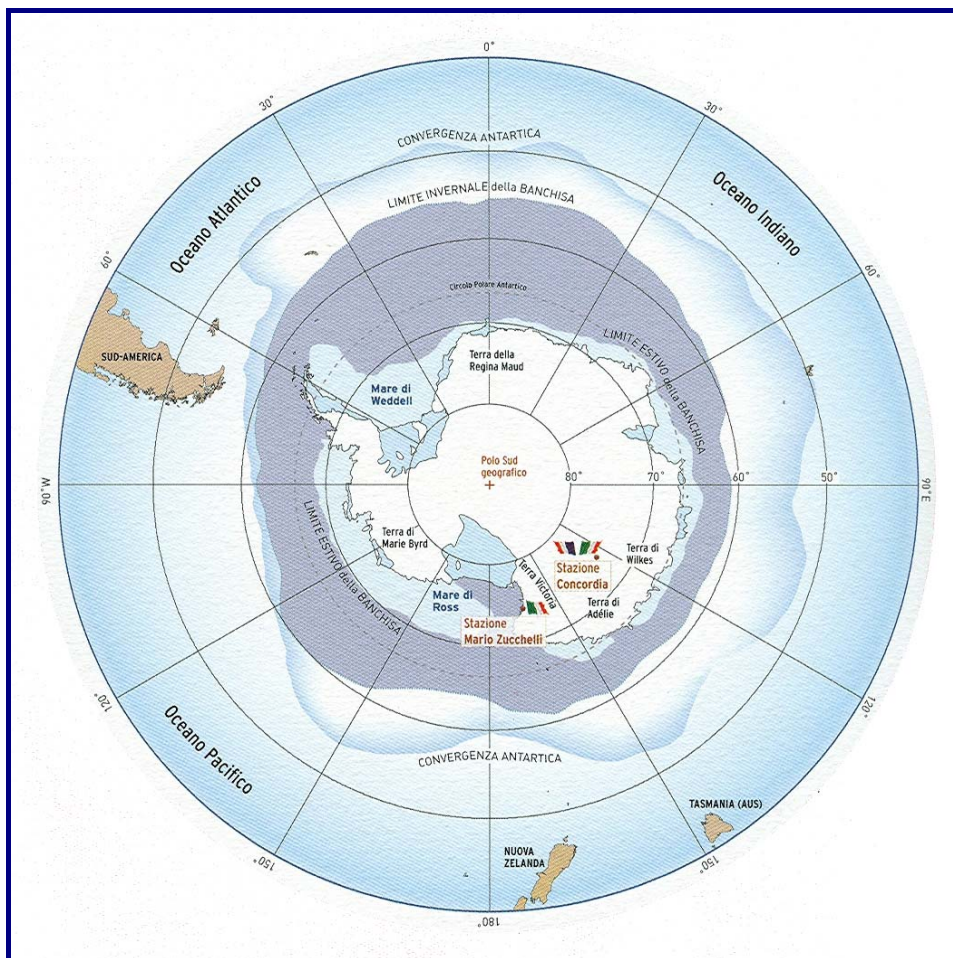 0°
30°
30°
CONVERGENZA ANTARTICA
LIMITE INVERNALE della BANCHISA
Oceano Atlantico
Oceano Indiano
60°
60°
Circolo Polare Antartico
LIMITE ESTIVO della BANCHISA
SUD-AMERICA
Terra della
Regina Maud
Mare di
Weddell
Polo Sud
geografico
80°
70°
60°
50°
90°W
90°E
LIMITE ESTIVO della BANCHISA
Terra di
Marie Byrd
Terra Victoria
Stazione
Concordia
Terra di
Wilkes
Mare di
Ross
Terra di
Adélie
Stazione
Mario Zucchelli
120°
120°
Oceano Pacifico
CONVERGENZA ANTARTICA
TASMANIA (AUS)
NUOVA
ZELANDA
150°
150°
180°